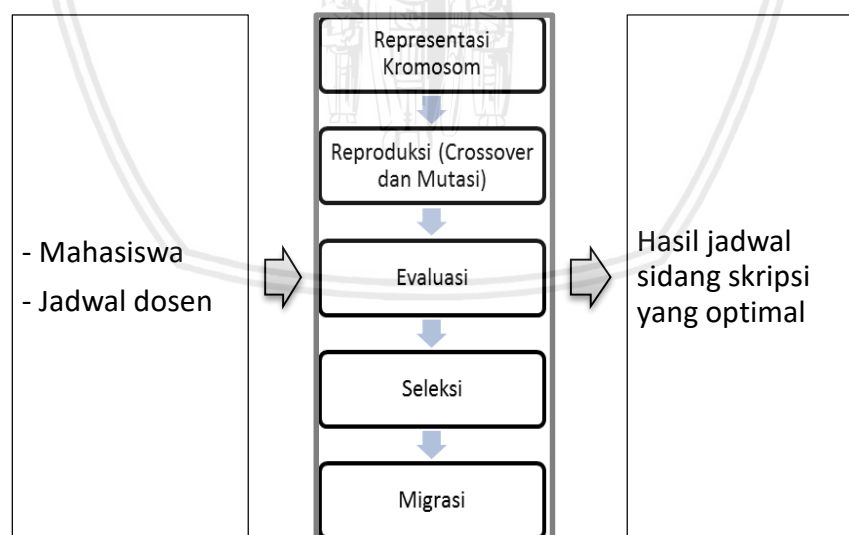 - Mahasiswa
- Jadwal dosen
Representasi
Kromosom
Reproduksi (Crossover
dan Mutasi)
Evaluasi
Seleksi
Migrasi
Hasil jadwal
sidang skripsi
yang optimal